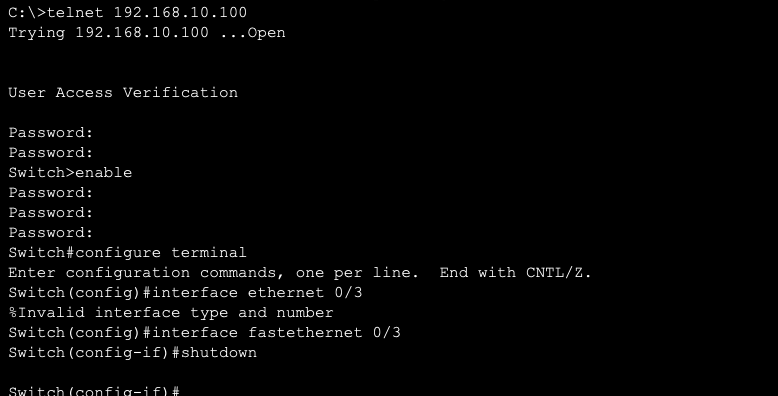 C:\>telnet 192.168.10.100
Trying 192.168.10.100 ...Open
User Access Verification
Password:
Password:
Switch>enable
Password:
Password:
Password:
Switch#configure terminal
Enter configuration commands, one per line.  End with CNTL/Z.
Switch(config)#interface ethernet 0/3
%Invalid interface type and number
Switch(config)#interface fastethernet 0/3
Switch(config-if)#shutdown
Switch(config-if)#